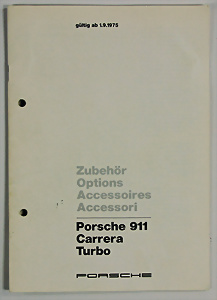 gültig ab 1.9.1975
Zubehör
Options
Accessoires
Accessori
Porsche 911
Carrera
Turbo
PORSCHE